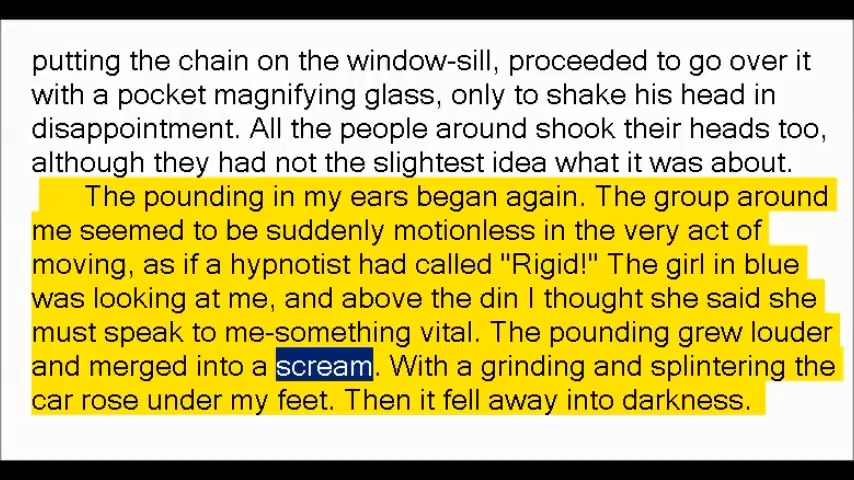 putting the chain on the window-sill, proceeded to go over it
with a pocket magnifying glass, only to shake his head in
disappointment. All the people around shook their heads too,
although they had not the slightest idea what it was about.
The pounding in my ears began again. The group around
me seemed to be suddenly motionless in the very act of
moving, as if a hypnotist had called "Rigid!" The girl in blue
was looking at me, and above the din I thought she said she
must speak to me-something vital. The pounding grew louder
and merged into a scream. With a grinding and splintering the
car rose under my feet. Then it fell away into darkness.